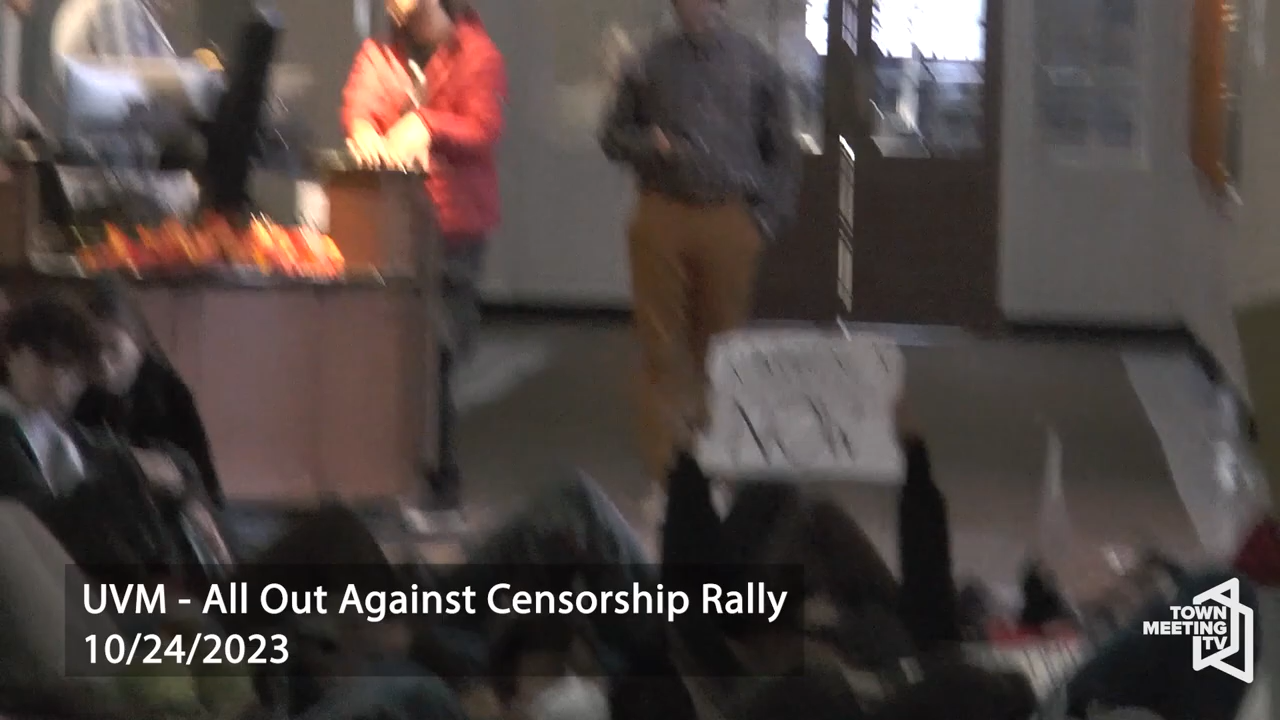 UVM - All Out Against Censorship Rally
10/24/2023
TOWN
MEETING
TV